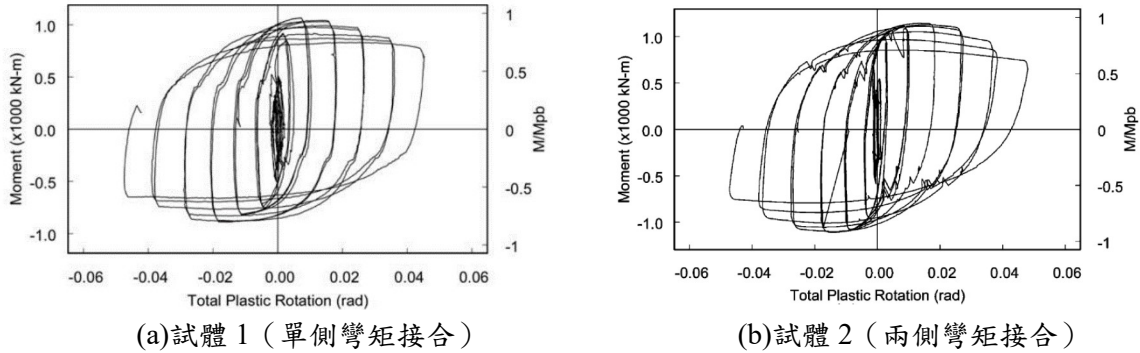 1.0
0.5
0.0
-0.5
-1.0
Moment (x1000 kN-m)
1
0.5
0
-0.5
-1
M/Mpb
-0.06 -0.04 -0.02 0.00 0.02 0.04 0.06
Total Plastic Rotation (rad)
(a)試體 1（單側彎矩接合）
1.0
0.5
0.0
-0.5
-1.0
Moment (x1000 kN-m)
1
0.5
0
-0.5
-1
M/Mpb
-0.06 -0.04 -0.02 0.00 0.02 0.04 0.06
Total Plastic Rotation (rad)
(b)試體 2（兩側彎矩接合）